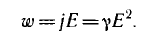 w = jE = γE².